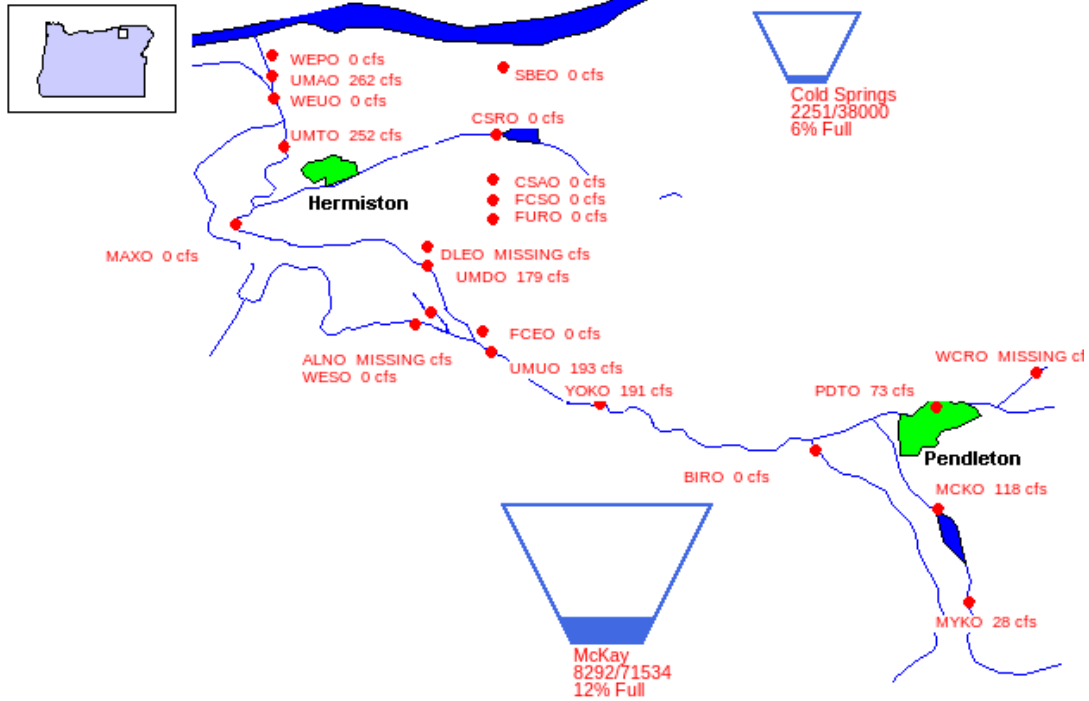 WEPO 0 cfs
UMAO 262 cfs
WEUO 0 cfs
UMTO 252 cfs
SBEO 0 cfs
Cold Springs
2251/38000
6% Full
CSRO 0 cfs
Hermiston
CSAO 0 cfs
FCSO 0 cfs
FURO 0 cfs
MAXO 0 cfs
DLEO MISSING cfs
UMDO 179 cfs
FCEO 0 cfs
ALNO MISSING cfs
WESO 0 cfs
UMUO 193 cfs
YOKO 191 cfs
WCRO MISSING cf
PDTO 73 cfs
Pendleton
BIRO 0 cfs
MCKO 118 cfs
MYKO 28 cfs
McKay
8292/71534
12% Full